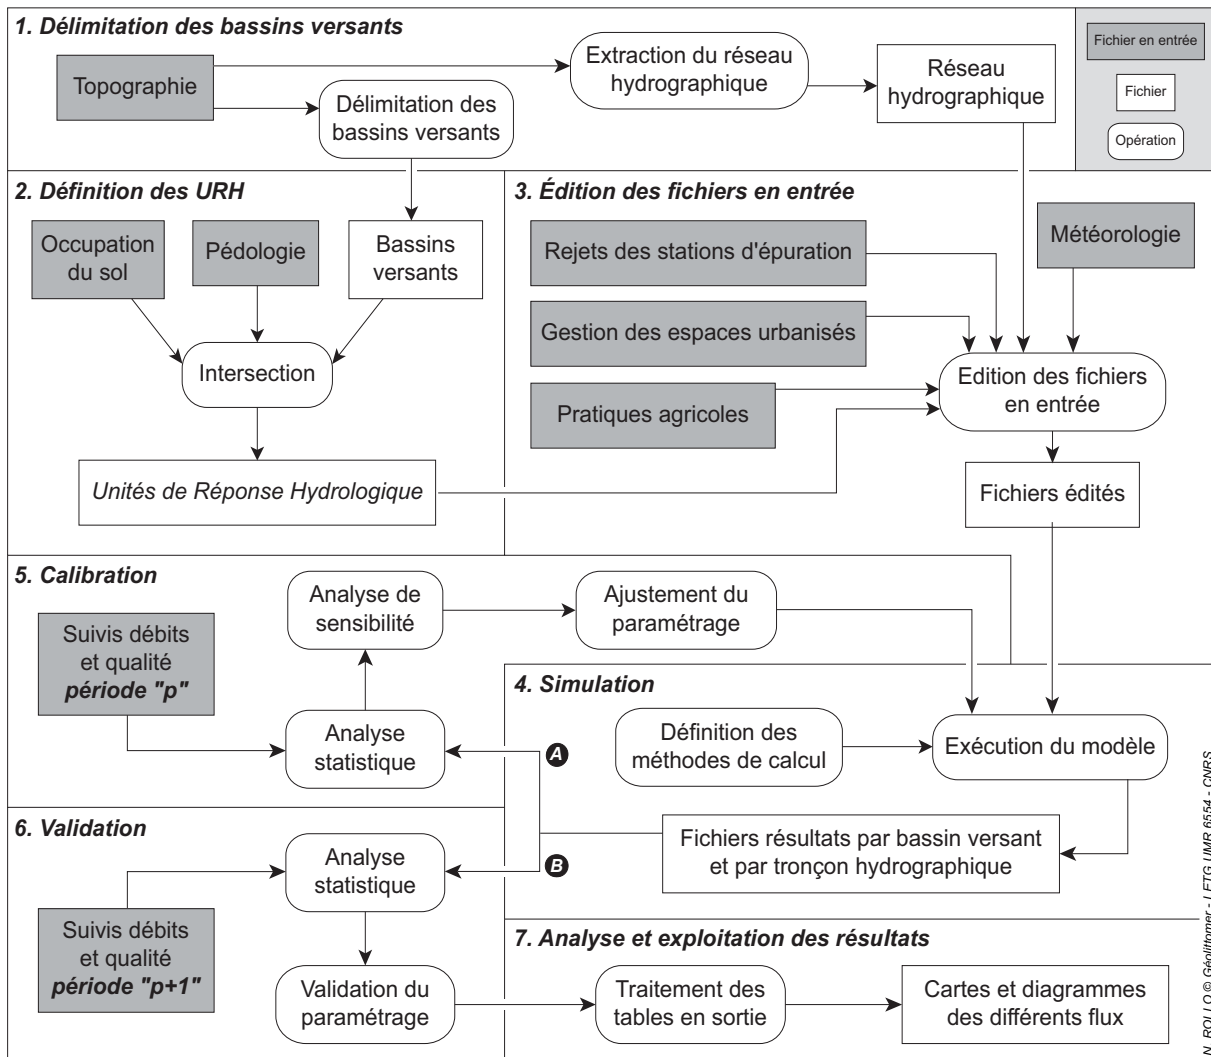 1. Délimitation des bassins versants
Topographie
Extraction du réseau
hydrographique
Réseau
hydrographique
Délimitation des
bassins versants
Fichier en entrée
Fichier
Opération
2. Définition des URH
Occupation
du sol
Pédologie
Bassins
versants
Intersection
Unités de Réponse Hydrologique
3. Édition des fichiers en entrée
Rejets des stations d'épuration
Météorologie
Gestion des espaces urbanisés
Pratiques agricoles
Edition des fichiers
en entrée
Fichiers édités
5. Calibration
Suivis débits
et qualité
période "p"
Analyse de
sensibilité
Ajustement du
paramétrage
Analyse
statistique
A
4. Simulation
Définition des
méthodes de calcul
Exécution du modèle
Fichiers résultats par bassin versant
et par tronçon hydrographique
6. Validation
Analyse
statistique
B
Suivis débits
et qualité
période "p+1"
Validation du
paramétrage
7. Analyse et exploitation des résultats
Traitement des
tables en sortie
Cartes et diagrammes
des différents flux
N. ROLLO © Géolittomer - LETG UMR 6554 - CNRS